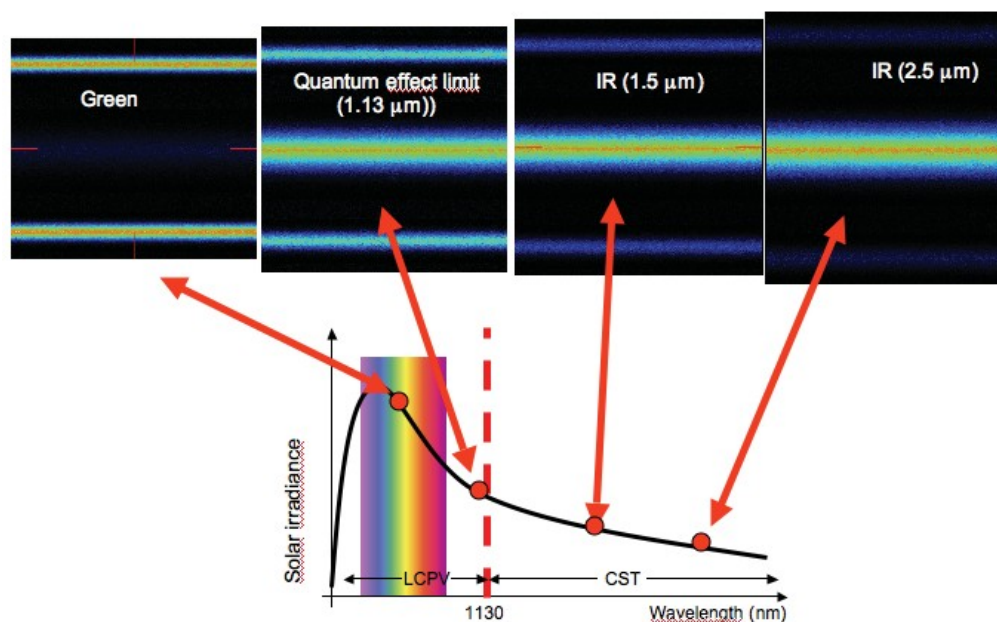 Green
Quantum effect limit
(1.13 μm))
IR (1.5 μm)
IR (2.5 μm)
Solar irradiance
LCPV
CST
1130
Wavelength (nm)